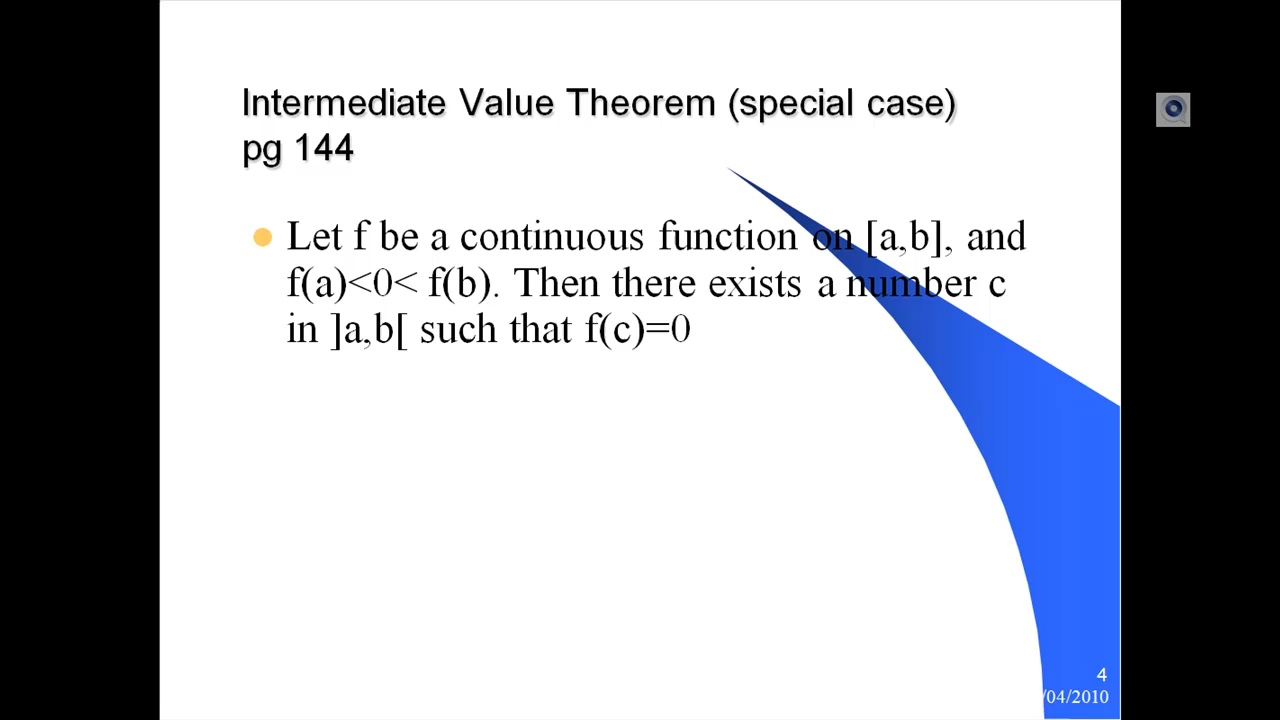 Intermediate Value Theorem (special case)
pg 144
Let f be a continuous function on [a,b], and
f(a)<0< f(b). Then there exists a number c
in ]a,b[ such that f(c)=0
4
/04/2010